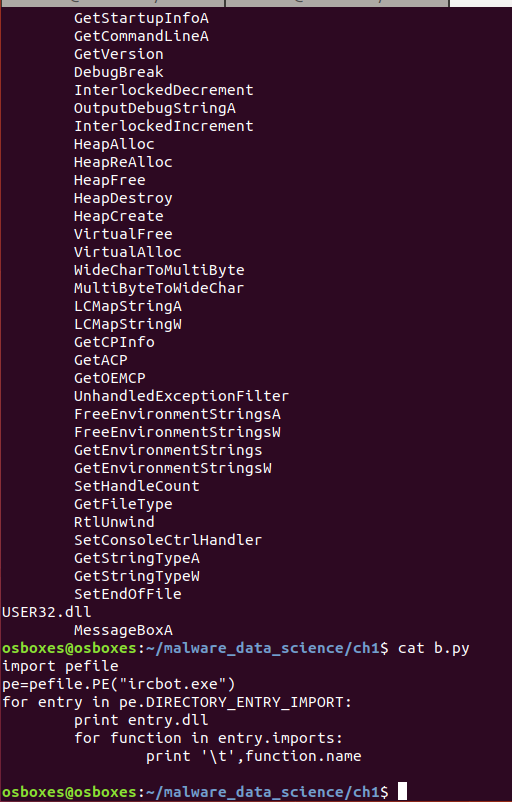 GetStartupInfoA
GetCommandLineA
GetVersion
DebugBreak
InterlockedDecrement
OutputDebugStringA
InterlockedIncrement
HeapAlloc
HeapReAlloc
HeapFree
HeapDestroy
HeapCreate
VirtualFree
VirtualAlloc
WideCharToMultiByte
MultiByteToWideChar
LCMapStringA
LCMapStringW
GetCPInfo
GetACP
GetOEMCP
UnhandledExceptionFilter
FreeEnvironmentStringsA
FreeEnvironmentStringsW
GetEnvironmentStrings
GetEnvironmentStringsW
SetHandleCount
GetFileType
RtlUnwind
SetConsoleCtrlHandler
GetStringTypeA
GetStringTypeW
SetEndOfFile
USER32.dll
MessageBoxA
osboxes@osboxes:~/malware_data_science/ch1$ cat b.py
import pefile
pe=pefile.PE("ircbot.exe")
for entry in pe.DIRECTORY_ENTRY_IMPORT:
print entry.dll
for function in entry.imports:
print '\t',function.name
osboxes@osboxes:~/malware_data_science/ch1$